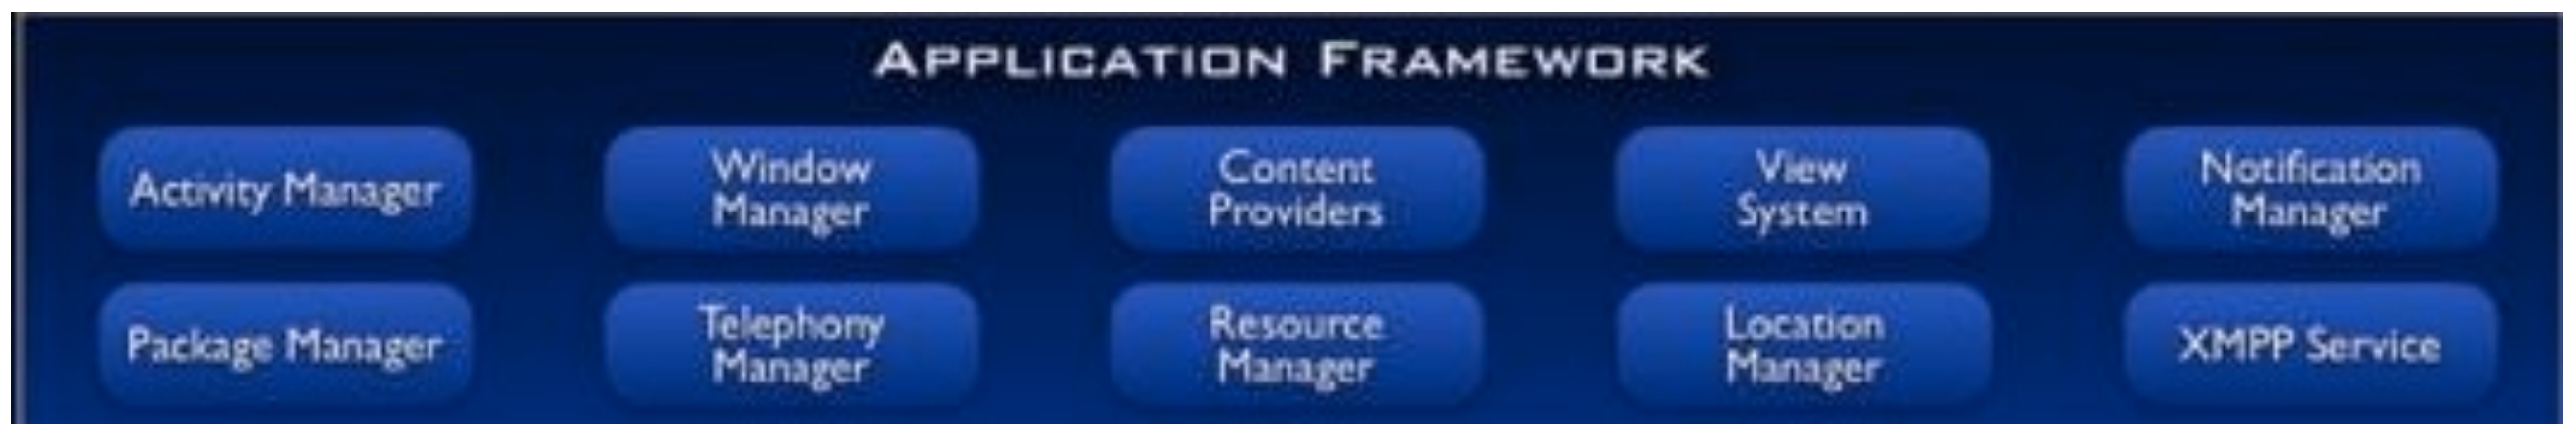 APPLICATION FRAMEWORK
Activity Manager
Window
Manager
Content
Providers
View
System
Notification
Manager
Package Manager
Telephony
Manager
Resource
Manager
Location
Manager
XMPP Service